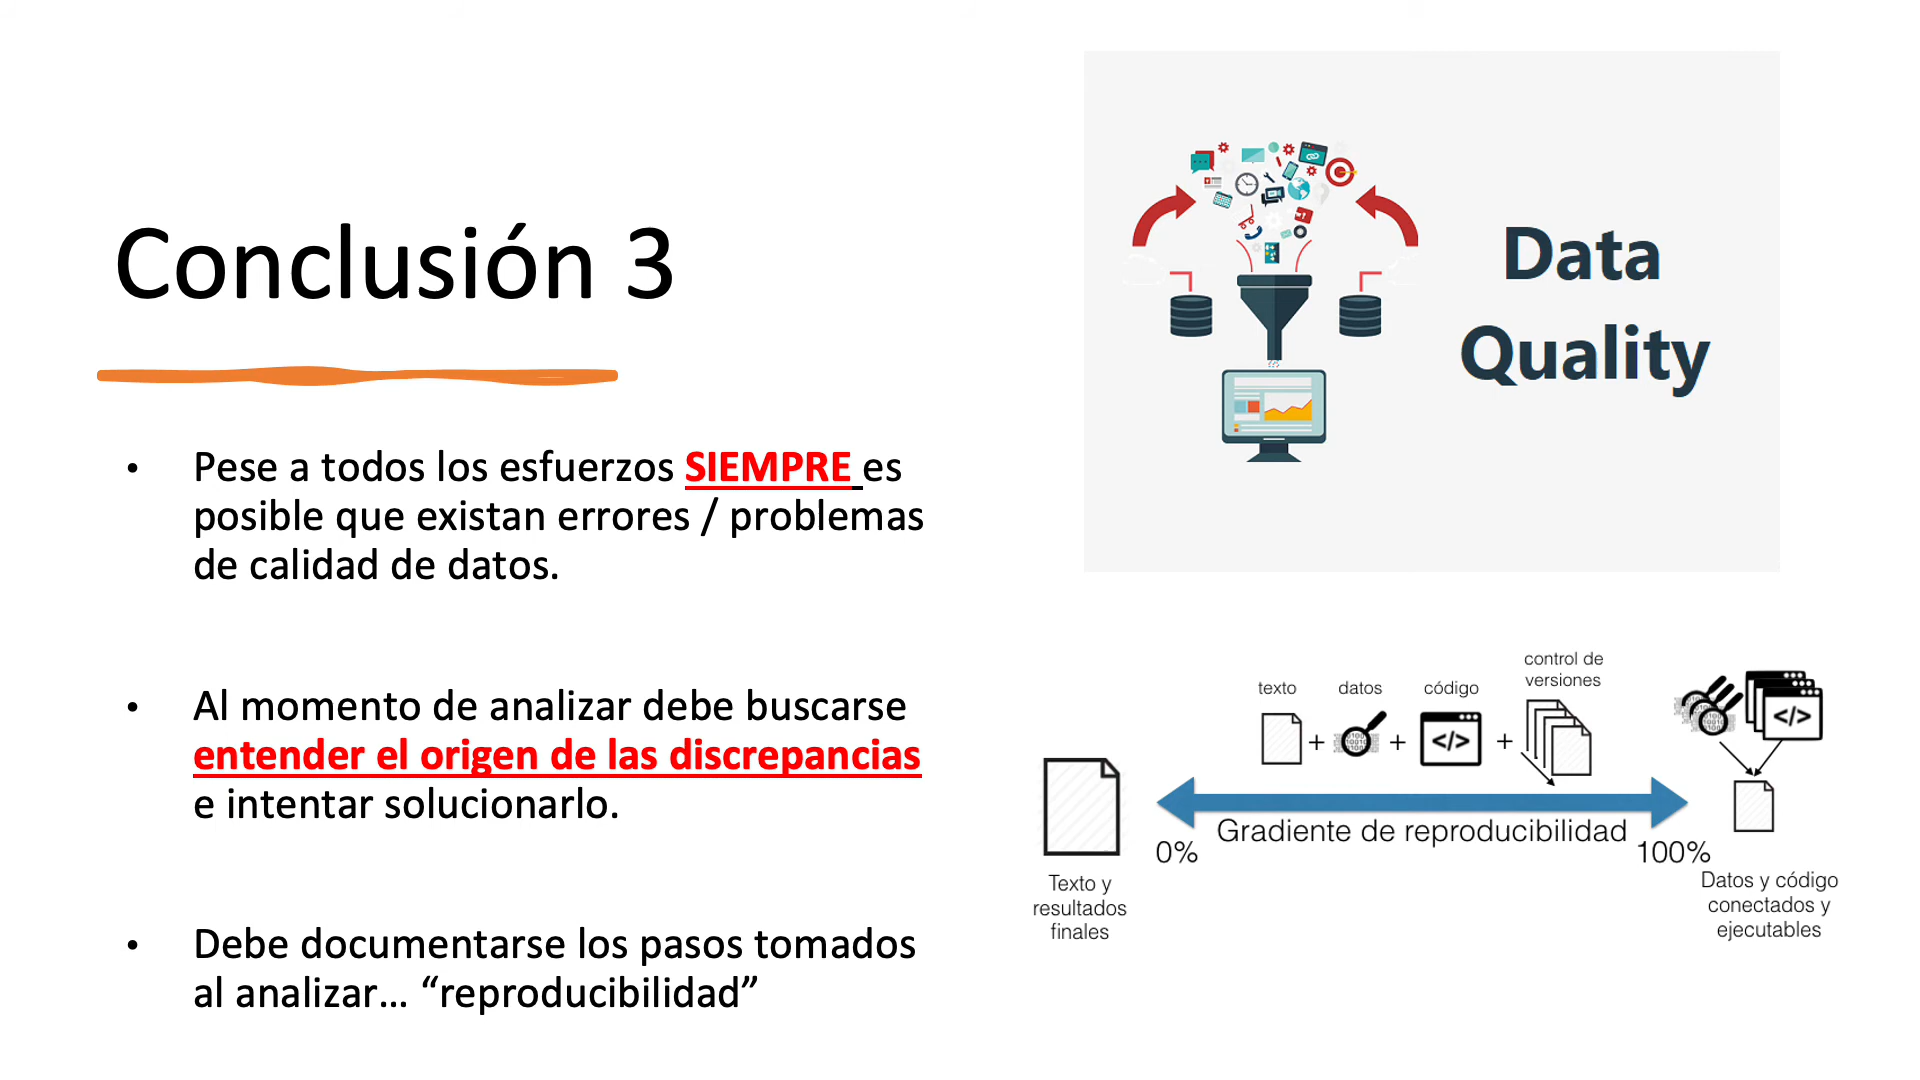 Conclusión 3
• Pese a todos los esfuerzos SIEMPRE es
posible que existan errores / problemas
de calidad de datos.
• Al momento de analizar debe buscarse
entender el origen de las discrepancias
e intentar solucionarlo.
• Debe documentarse los pasos tomados
al analizar... “reproducibilidad”
Data
Quality
texto + datos + código + control de
versiones
</>
</>
Gradiente de reproducibilidad
0%
100%
Texto y
resultados
finales
Datos y código
conectados y
ejecutables